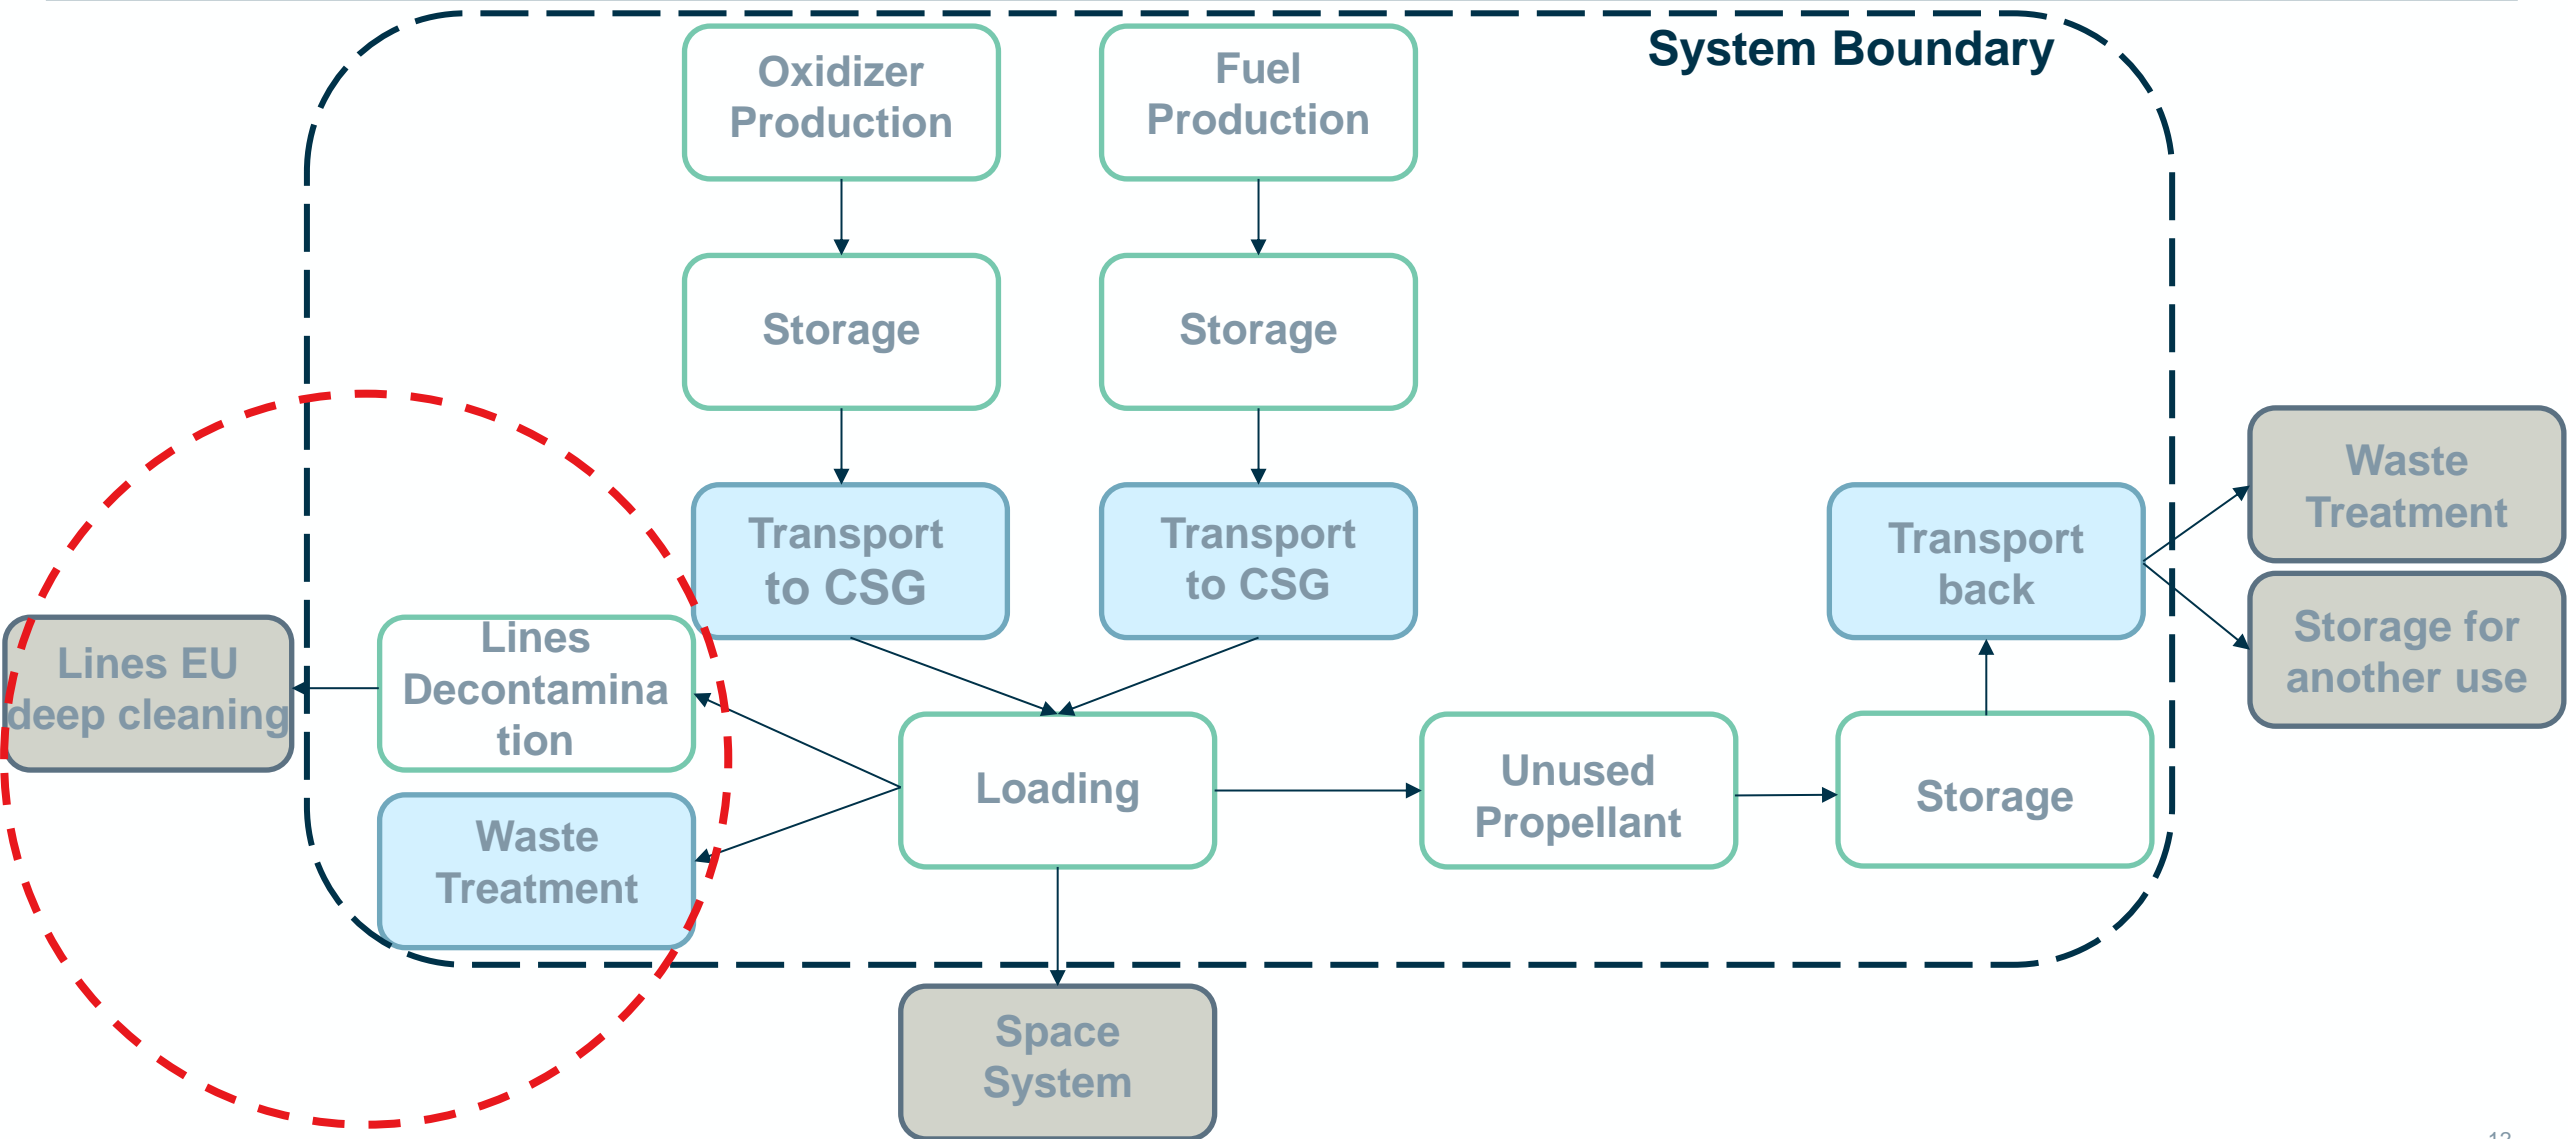 System Boundary
Oxidizer
Production
Fuel
Production
Storage
Storage
Transport
to CSG
Transport
to CSG
Transport
back
Waste
Treatment
Storage for
another use
Lines EU
deep cleaning
Lines
Decontamina
tion
Waste
Treatment
Loading
Unused
Propellant
Storage
Space
System
12